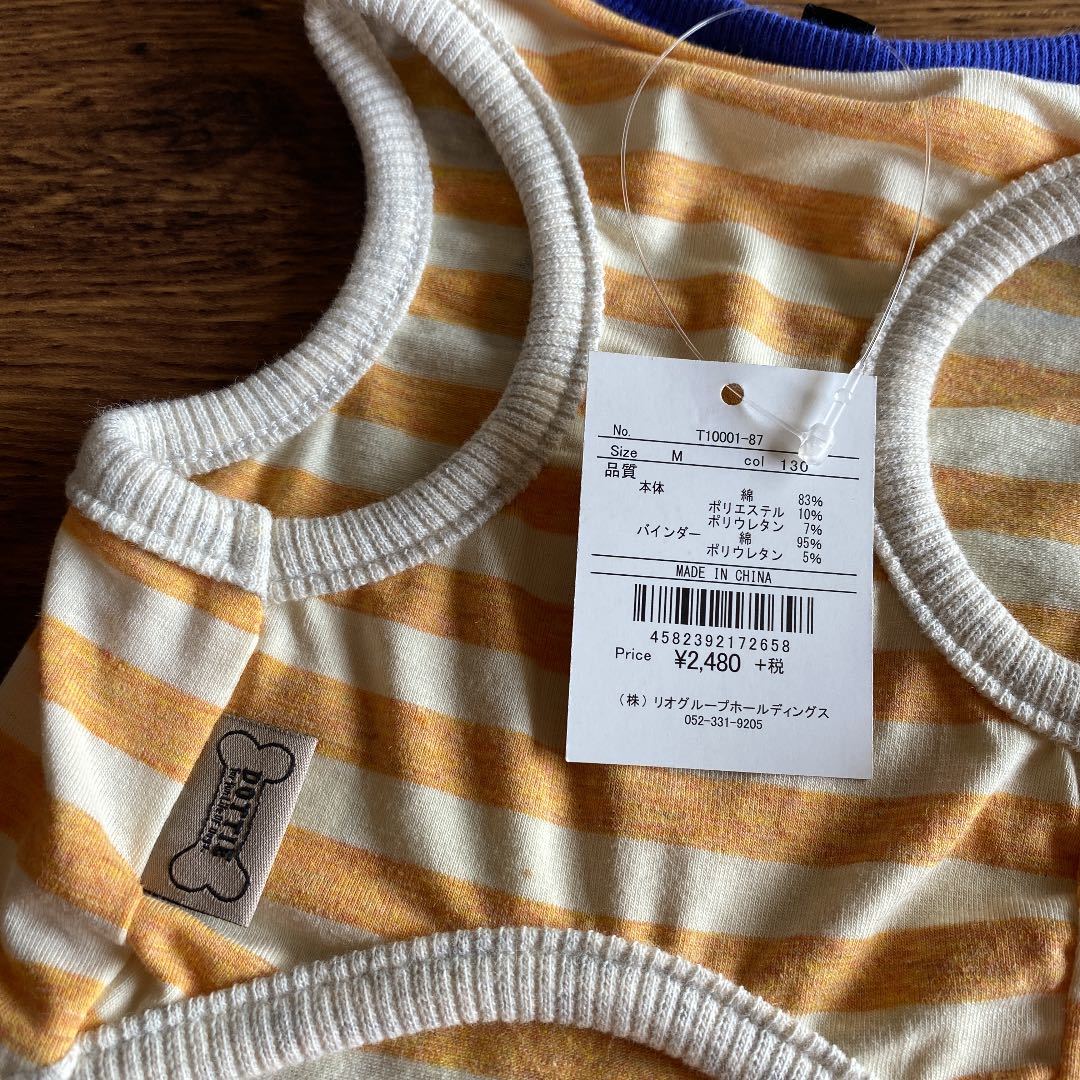 No. T10001-87
Size M col 130
品質
本体 綿 83%
ポリエステル 10%
ポリウレタン 7%
バインダー 綿 95%
ポリウレタン 5%
MADE IN CHINA
4582392172658
Price ¥2,480 +税
(株)リオグループホールディングス
052-331-9205
DOTTIE